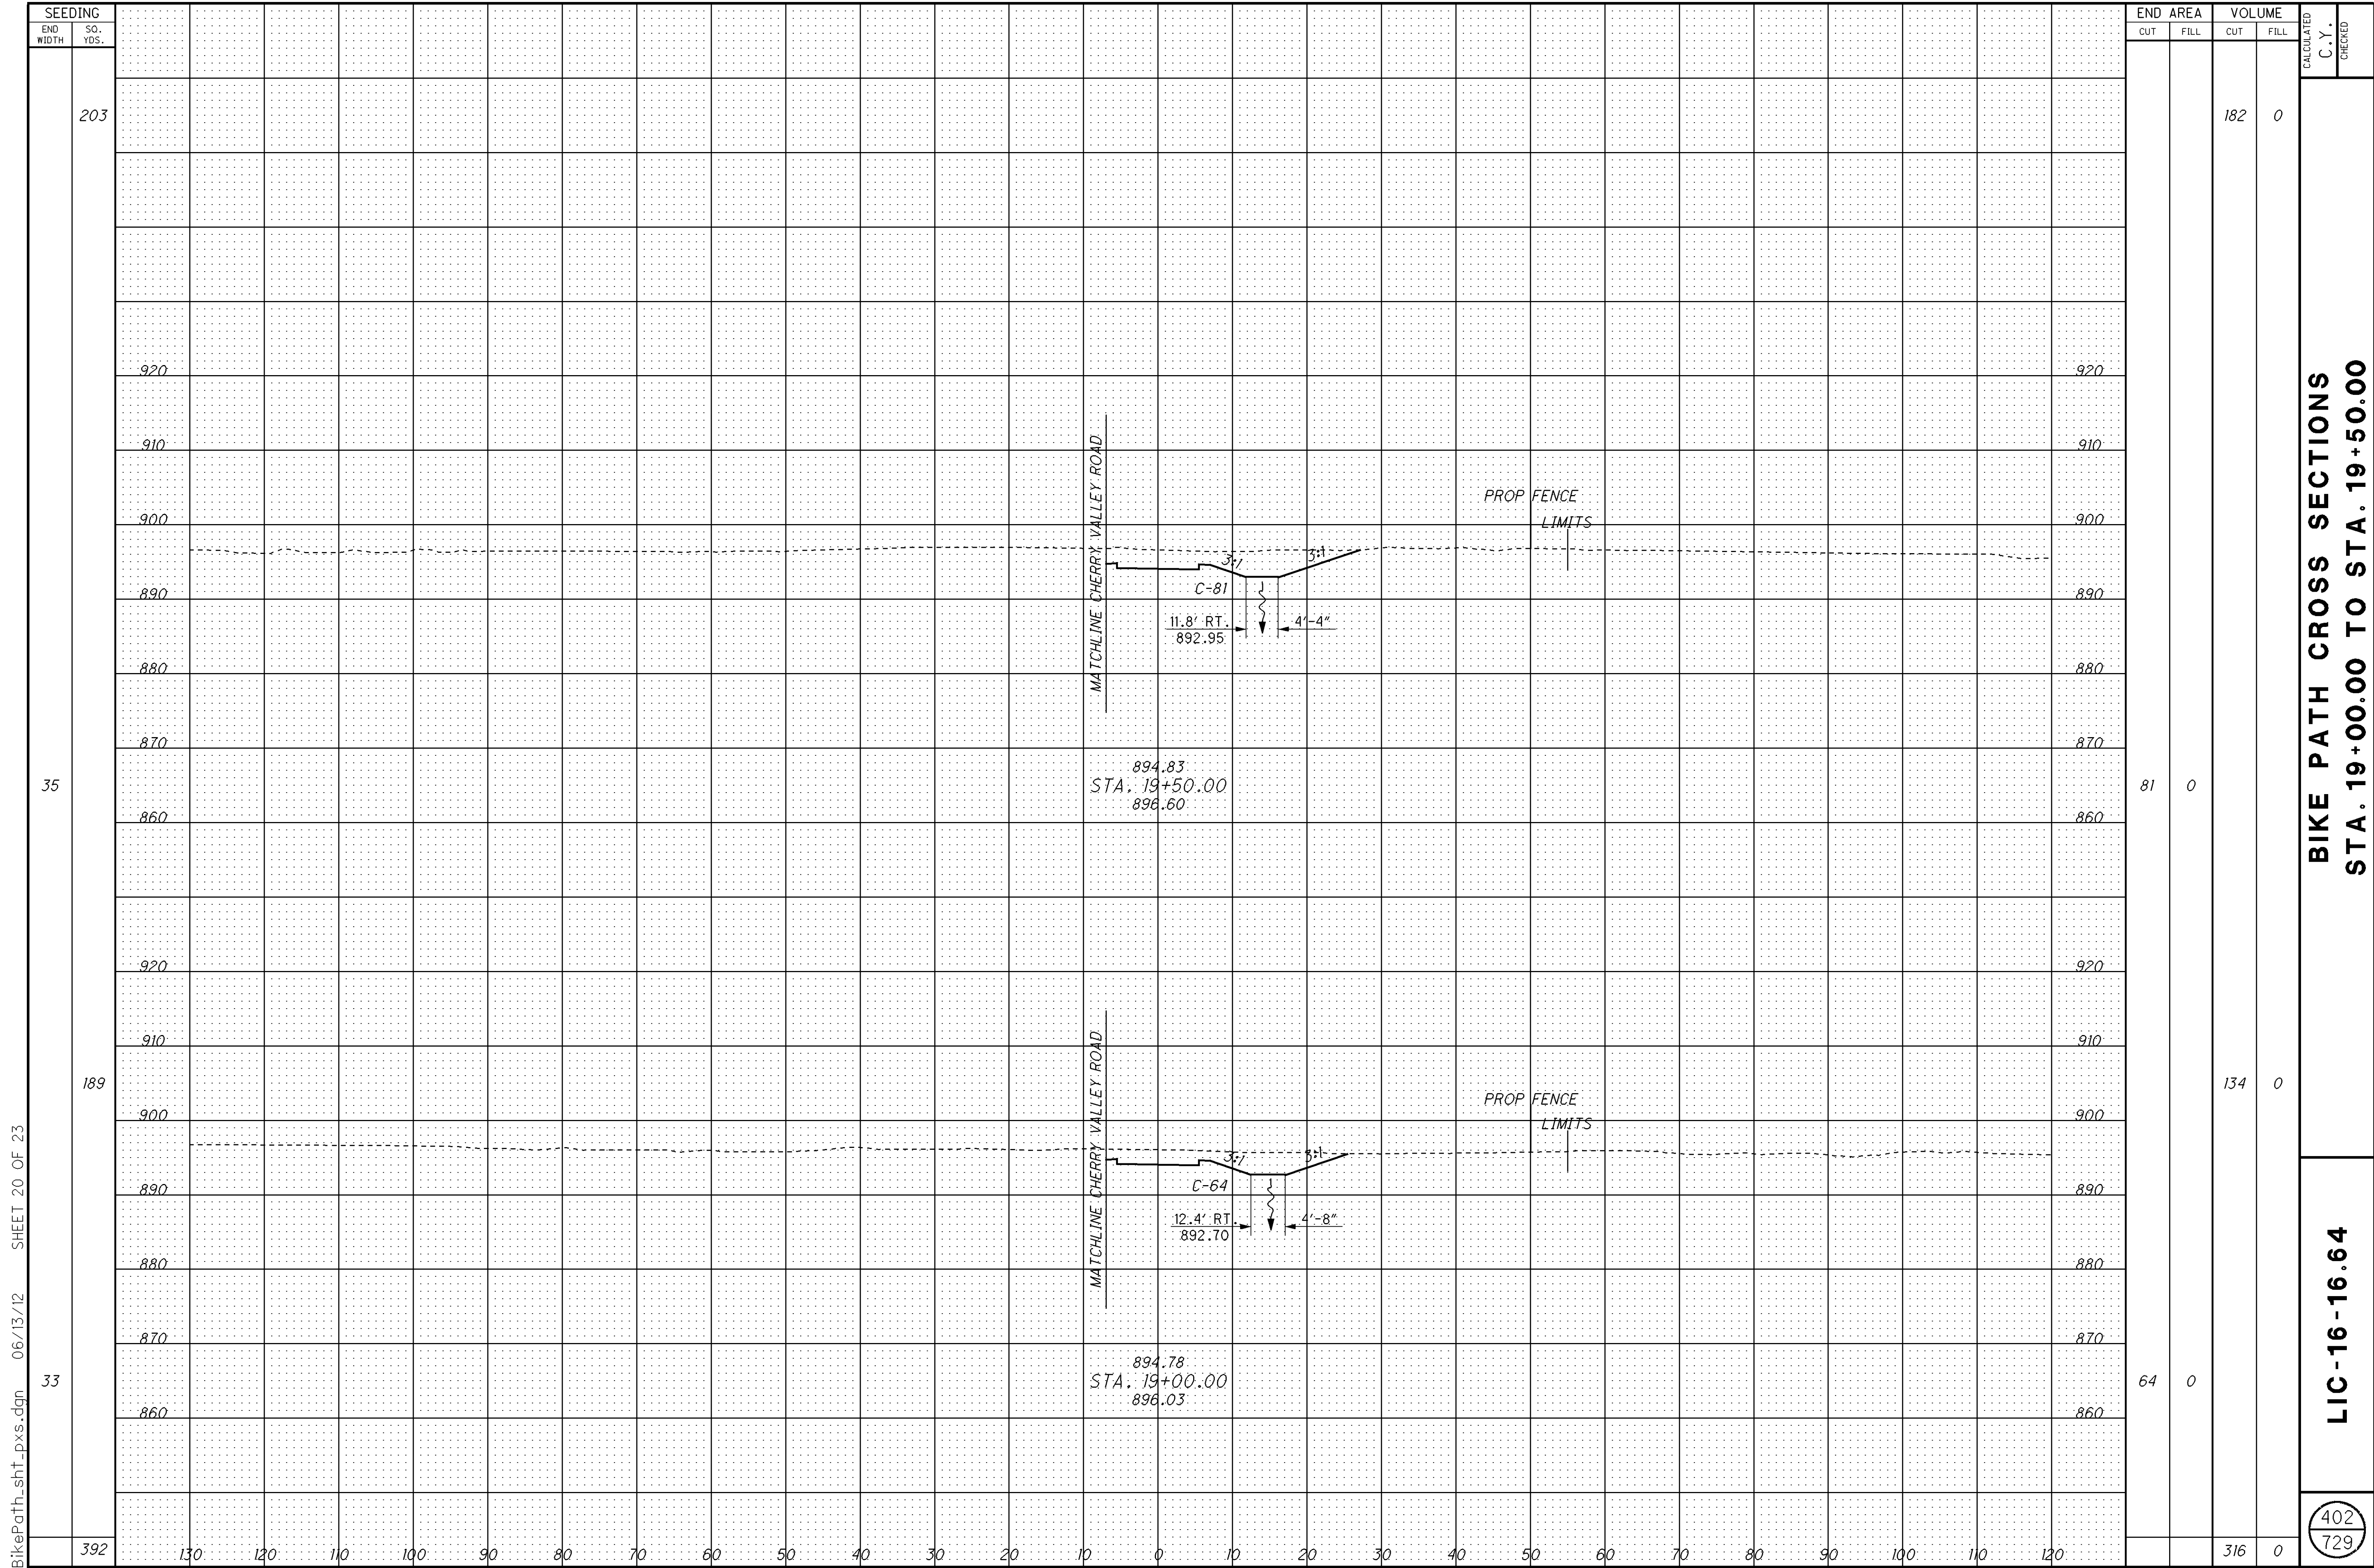 SEEDING
END WIDTH
SQ. YDS.
203
35
189
33
392
920
910
900
890
880
870
860
920
910
900
890
880
870
860
MATCHLINE CHERRY VALLEY ROAD
3:1
3:1
C-81
11.8' RT.
892.95
4'-4"
PROP FENCE
LIMITS
894.83
STA. 19+50.00
896.60
920
910
900
890
880
870
860
MATCHLINE CHERRY VALLEY ROAD
3:1
3:1
C-64
12.4' RT.
892.70
4'-8"
PROP FENCE
LIMITS
894.78
STA. 19+00.00
896.03
920
910
900
890
880
870
860
130 120 110 100 90 80 70 60 50 40 30 20 10 0 10 20 30 40 50 60 70 80 90 100 110 120
END AREA
VOLUME
CUT FILL CUT FILL
182 0
81 0
134 0
64 0
316 0
CALCULATED
C.Y.
CHECKED
BIKE PATH CROSS SECTIONS
STA. 19+00.00 TO STA. 19+50.00
LIC-16-16.64
402
729
BikePath_sht_pxs.dgn 06/13/12 SHEET 20 OF 23